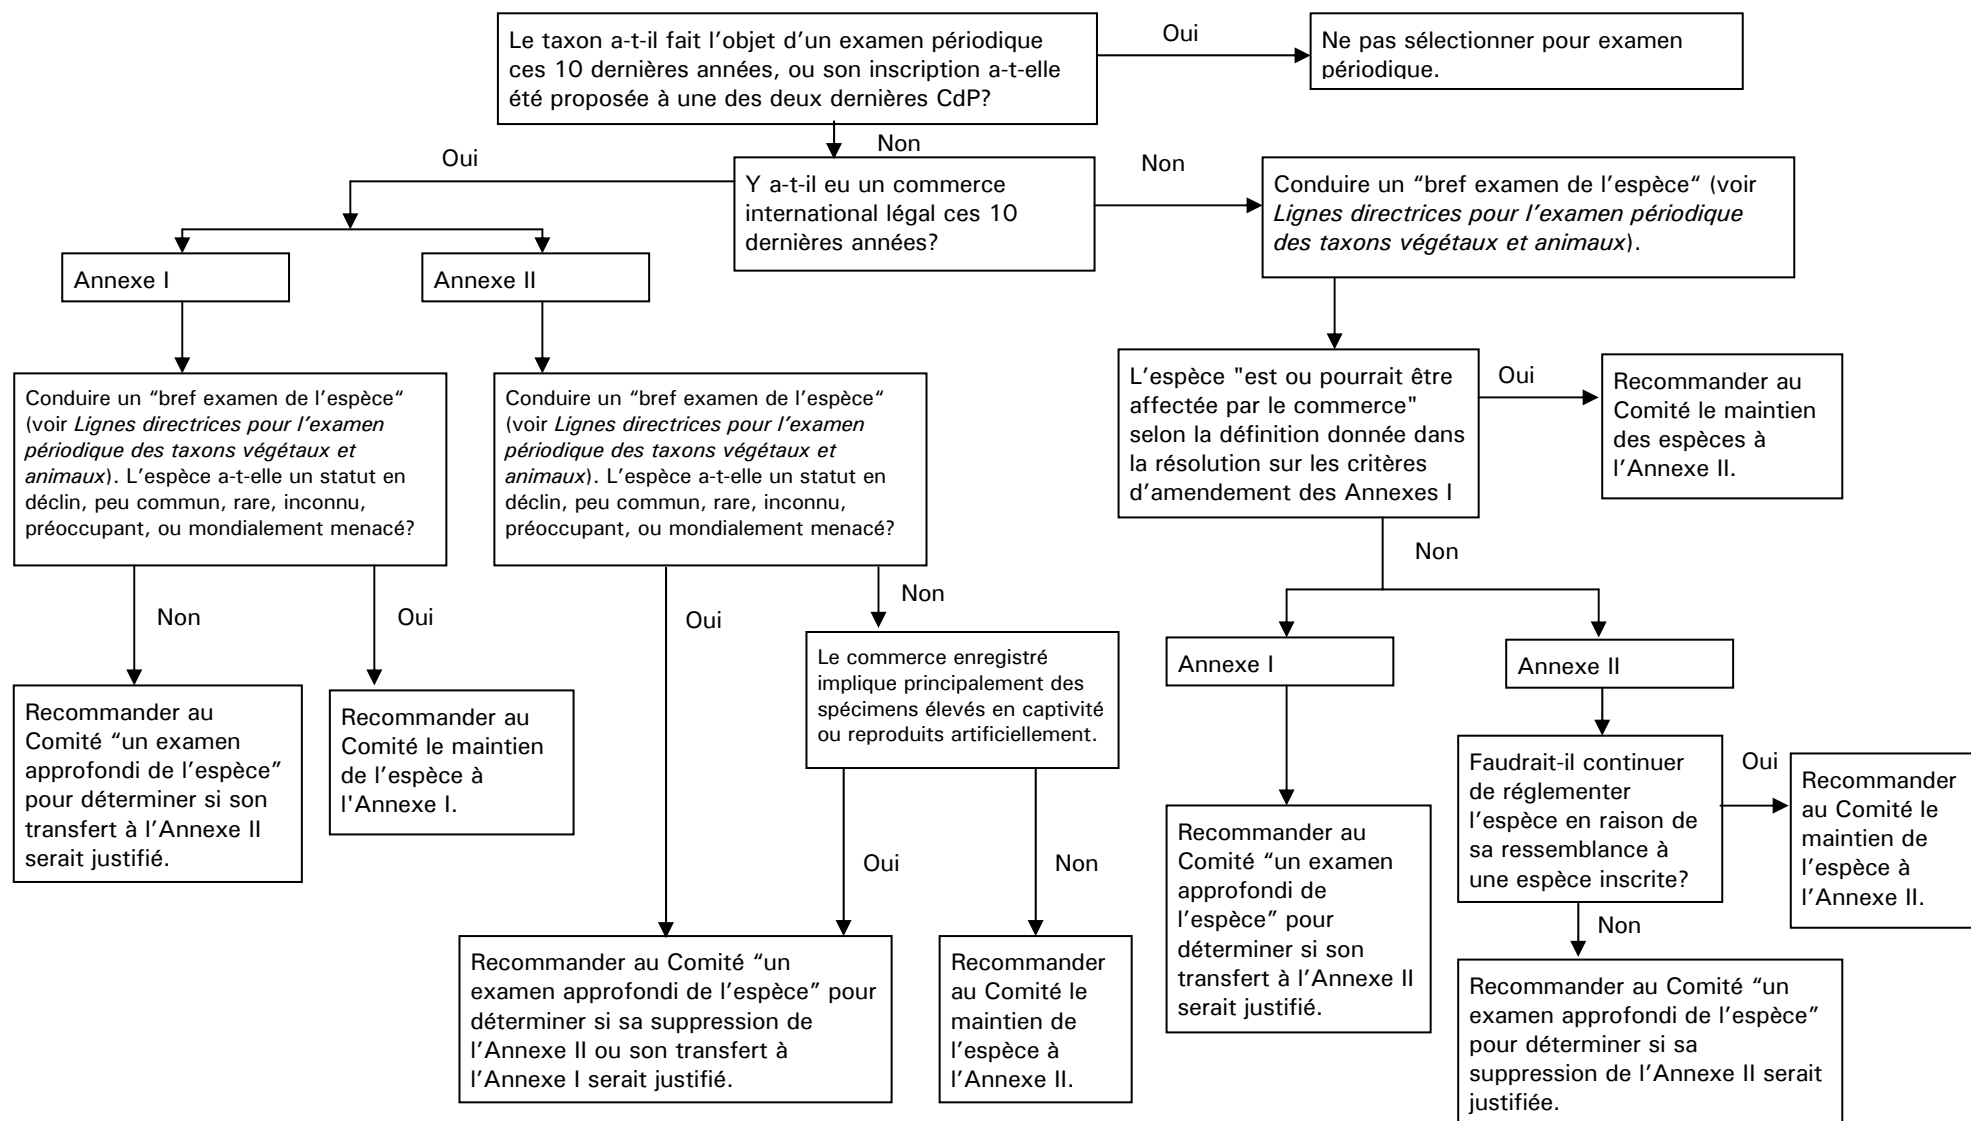 Le taxon a-t-il fait l'objet d'un examen périodique
ces 10 dernières années, ou son inscription a-t-elle
été proposée à une des deux dernières CdP?
Oui
Ne pas sélectionner pour examen
périodique.
Non
Oui
Y a-t-il eu un commerce
international légal ces 10
dernières années?
Non
Conduire un “bref examen de l'espèce“ (voir
Lignes directrices pour l'examen périodique
des taxons végétaux et animaux).
Annexe I
Annexe II
Conduire un “bref examen de l'espèce“
(voir Lignes directrices pour l'examen
périodique des taxons végétaux et
animaux). L'espèce a-t-elle un statut en
déclin, peu commun, rare, inconnu,
préoccupant, ou mondialement menacé?
Conduire un “bref examen de l'espèce“
(voir Lignes directrices pour l'examen
périodique des taxons végétaux et
animaux). L'espèce a-t-elle un statut en
déclin, peu commun, rare, inconnu,
préoccupant, ou mondialement menacé?
L'espèce "est ou pourrait être
affectée par le commerce"
selon la définition donnée dans
la résolution sur les critères
d'amendement des Annexes I
Oui
Recommander au
Comité le maintien
des espèces à
l'Annexe II.
Non
Non
Oui
Oui
Non
Recommander au
Comité “un examen
approfondi de l'espèce”
pour déterminer si son
transfert à l'Annexe II
serait justifié.
Recommander au
Comité le maintien
de l'espèce à
l'Annexe I.
Le commerce enregistré
implique principalement des
spécimens élevés en captivité
ou reproduits artificiellement.
Annexe I
Annexe II
Oui
Non
Recommander au Comité “un
examen approfondi de l'espèce” pour
déterminer si sa suppression de
l'Annexe II ou son transfert à
l'Annexe I serait justifié.
Recommander
au Comité le
maintien de
l'espèce à
l'Annexe II.
Recommander au
Comité “un examen
approfondi de
l'espèce” pour
déterminer si son
transfert à l'Annexe II
serait justifié.
Faudrait-il continuer
de réglementer
l'espèce en raison de
sa ressemblance à
une espèce inscrite?
Oui
Recommander
au Comité le
maintien de
l'espèce à
l'Annexe II.
Non
Recommander au Comité “un
examen approfondi de l'espèce”
pour déterminer si sa
suppression de l'Annexe II serait
justifiée.